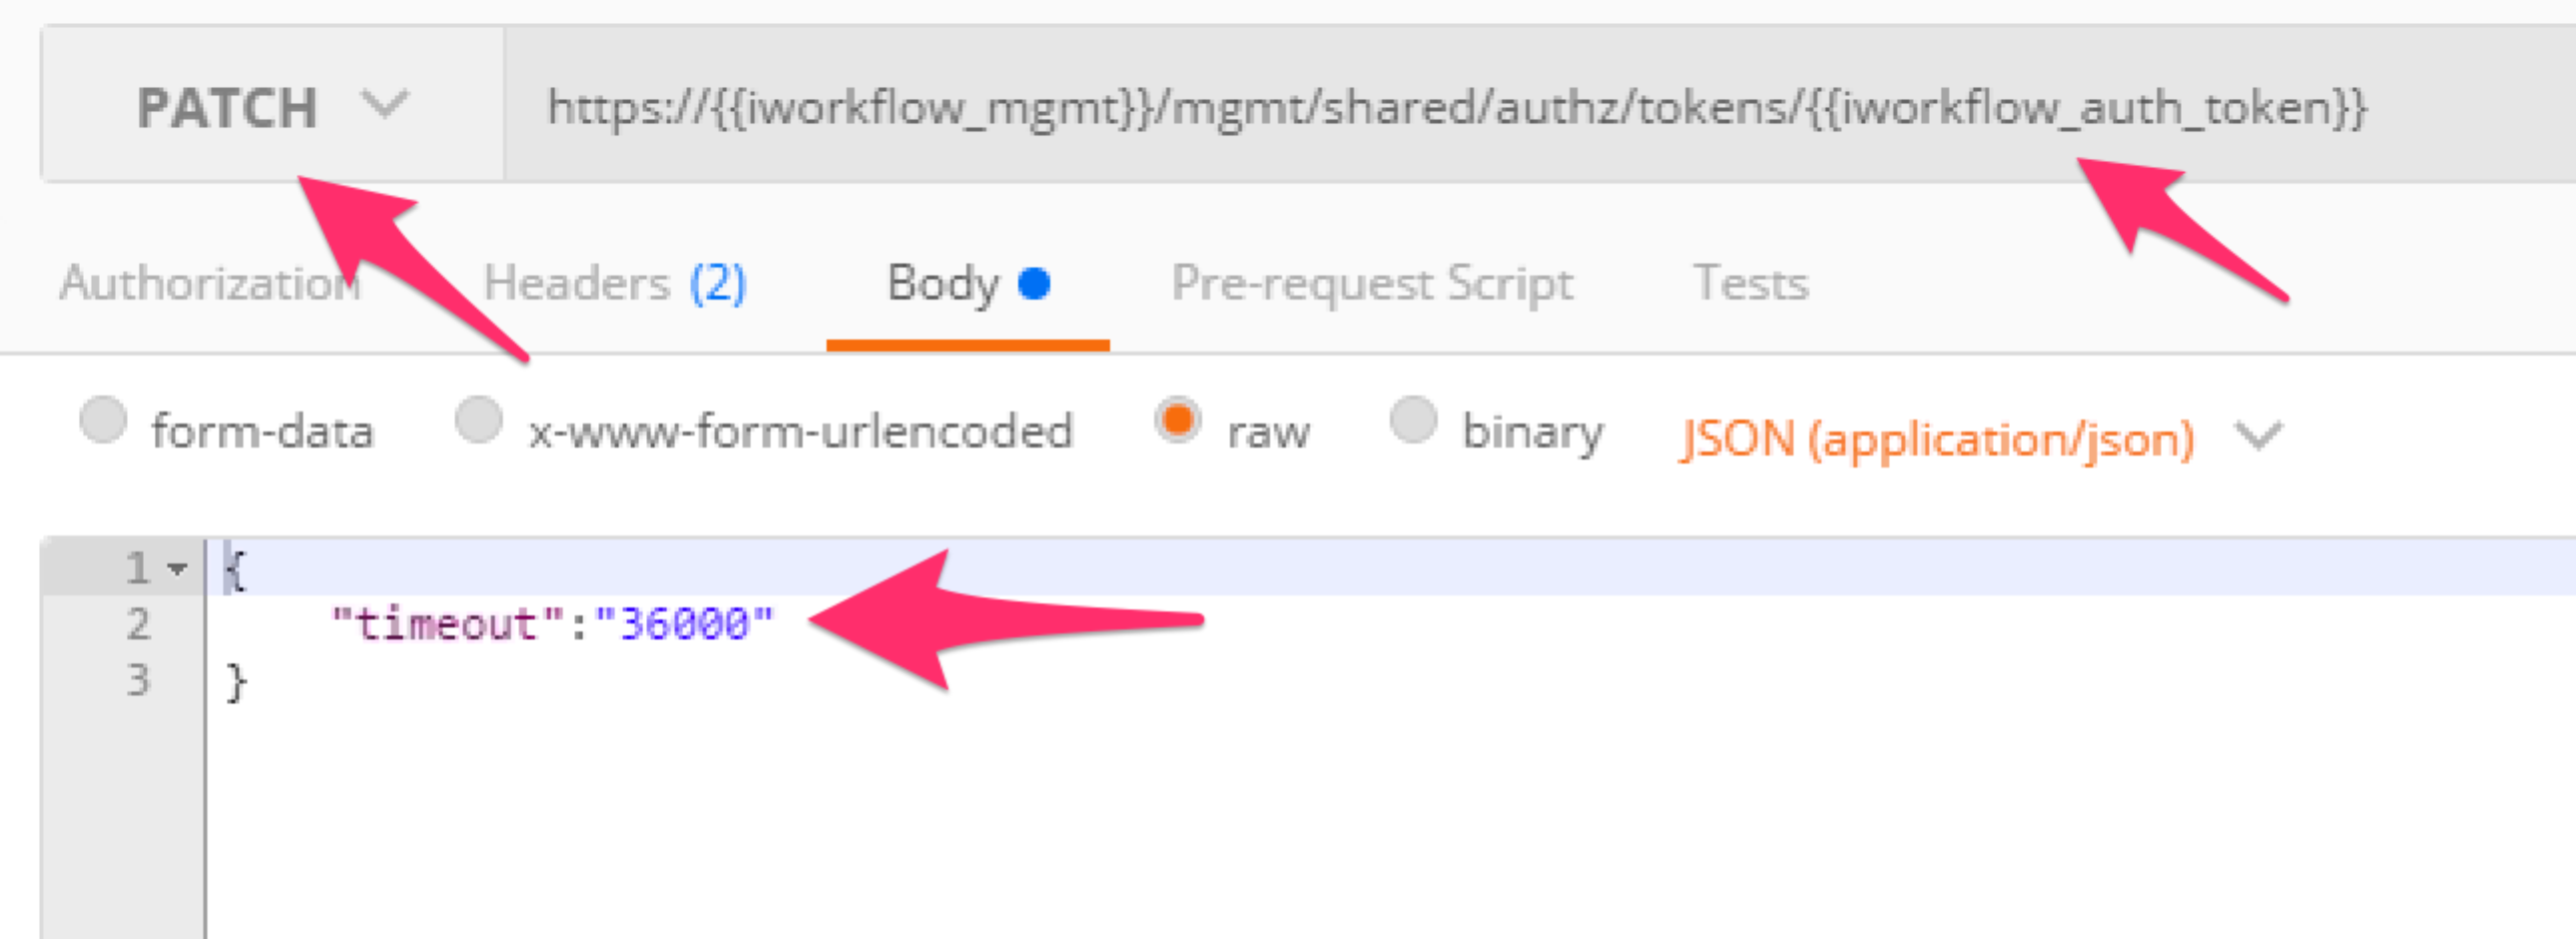 PATCH https://{{iworkflow_mgmt}}/mgmt/shared/authz/tokens/{{iworkflow_auth_token}}
Authorization Headers (2) Body Pre-request Script Tests
form-data x-www-form-urlencoded raw binary JSON (application/json)
1 {
2 "timeout":"36000"
3 }